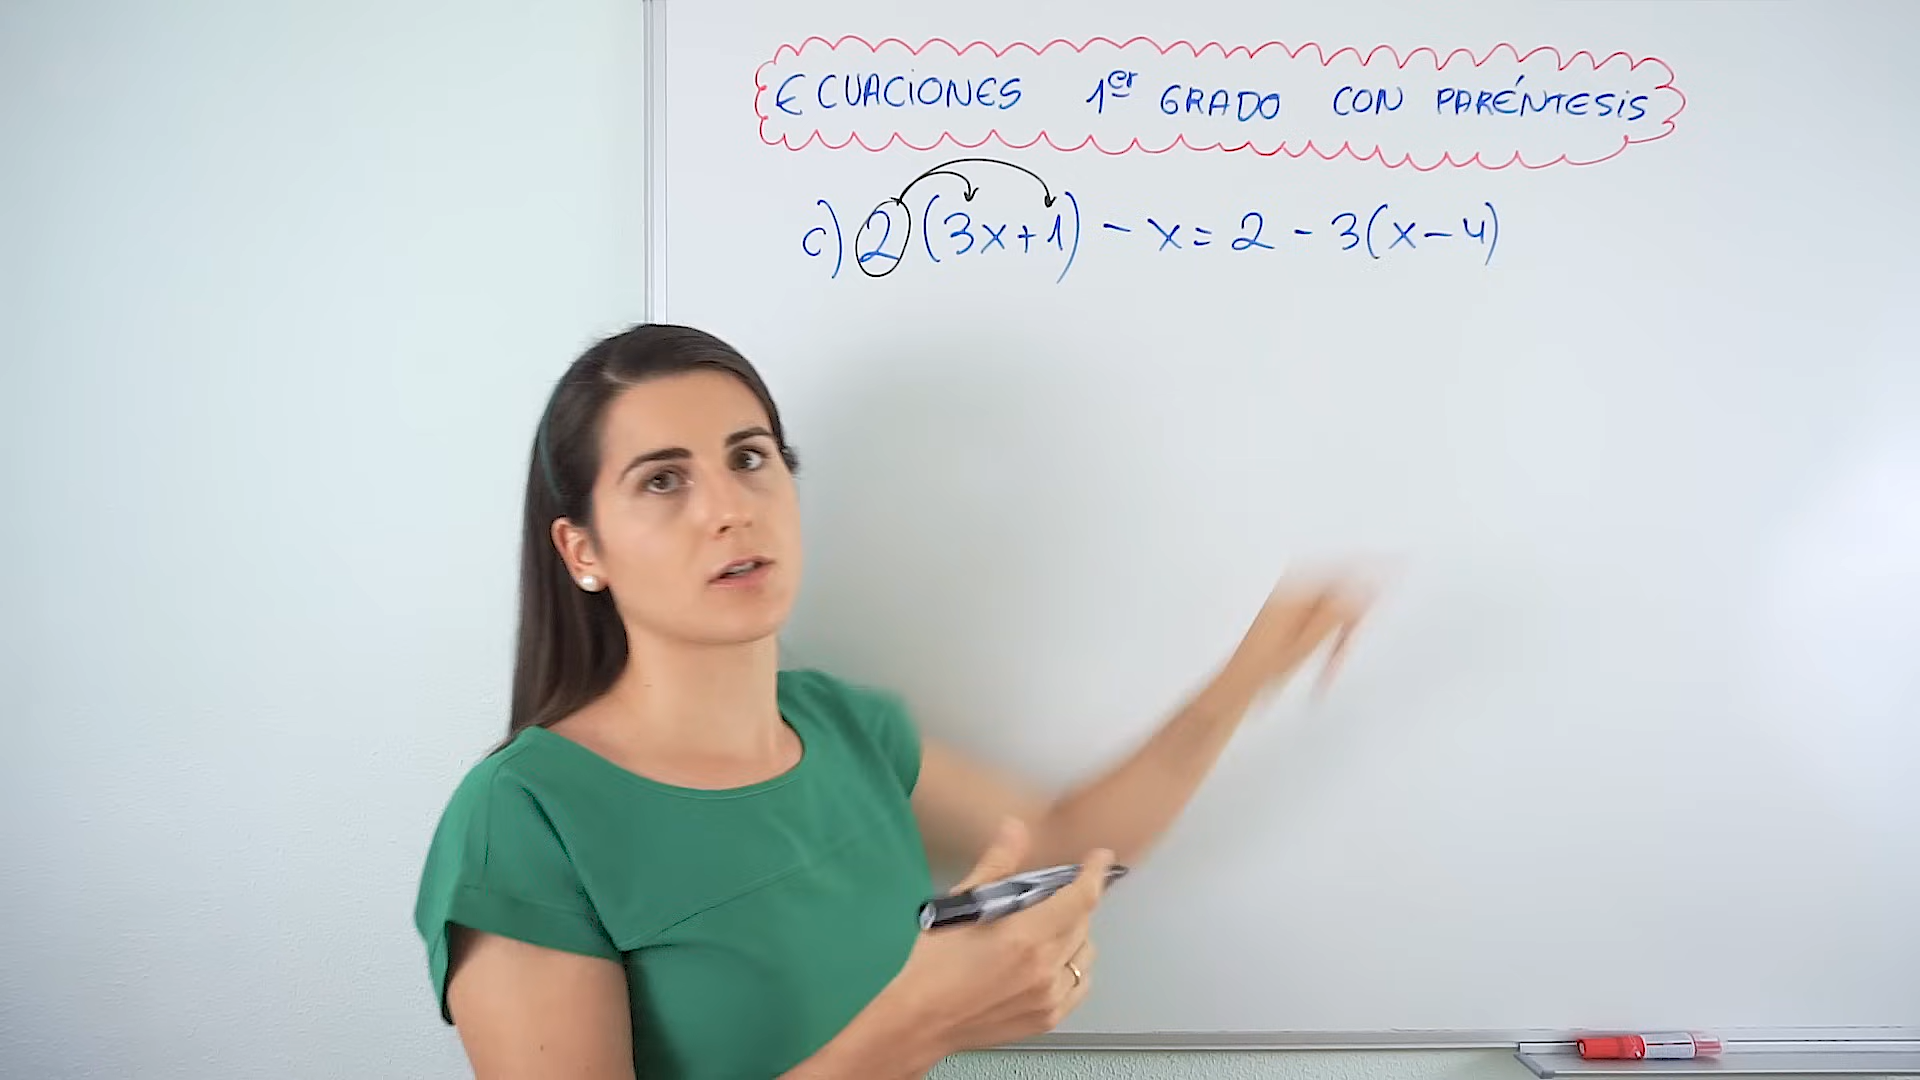 ECUACIONES 1er GRADO CON PARÉNTESIS
c) 2(3x+1) - x = 2 - 3(x-4)